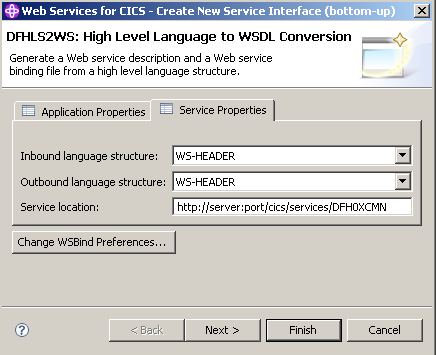 Web Services for CICS - Create New Service Interface (bottom-up)
DFHLS2WS: High Level Language to WSDL Conversion
Generate a Web service description and a Web service
binding file from a high level language structure.
Application Properties
Service Properties
Inbound language structure: WS-HEADER
Outbound language structure: WS-HEADER
Service location: http://server:port/cics/services/DFH0XCMN
Change WSBind Preferences...
? < Back Next > Finish Cancel